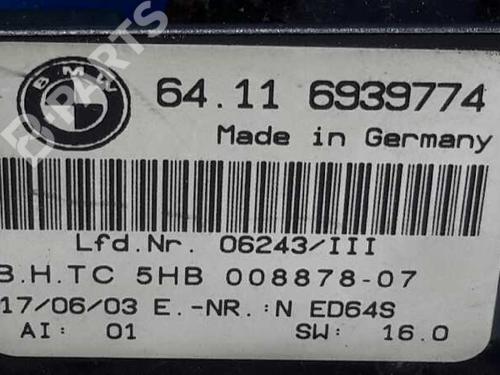 BMW
64.11 6939774
Made in Germany
Lfd.Nr. 06243/III
B.H.TC 5HB 008878-07
17/06/03 E.-NR.:N ED64S
AI: 01 SW: 16.0